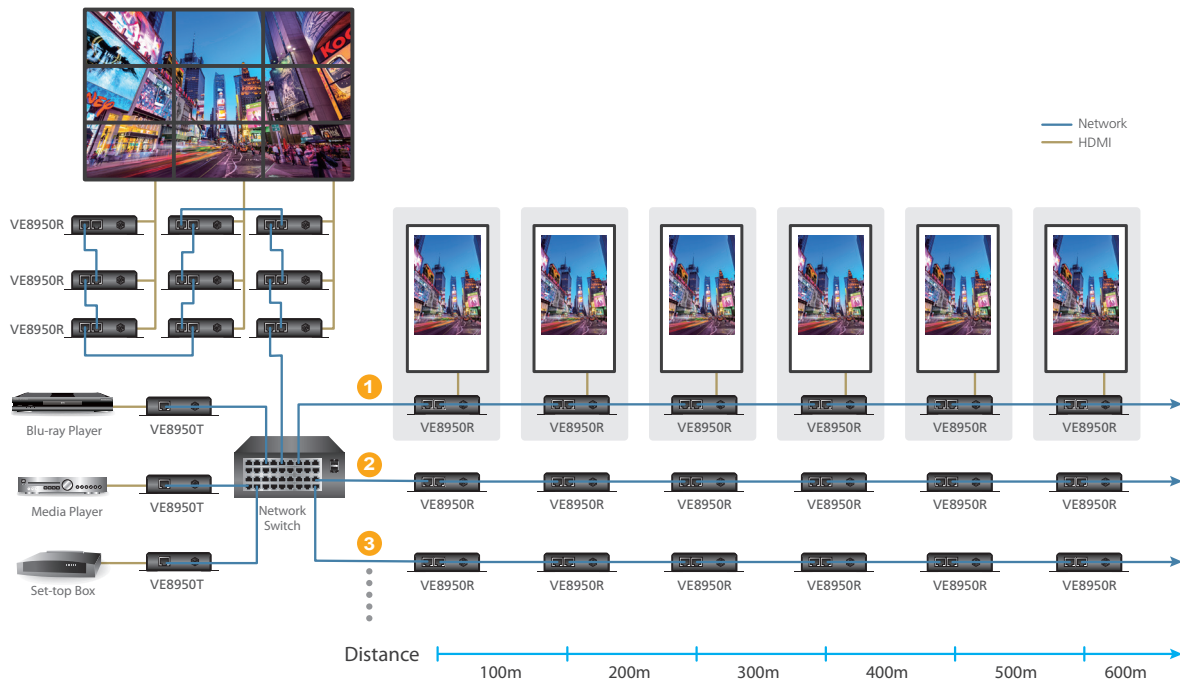 Network
HDMI
VE8950R
VE8950R
VE8950R
1
VE8950R
VE8950R
VE8950R
VE8950R
VE8950R
VE8950R
Blu-ray Player
VE8950T
2
VE8950R
VE8950R
VE8950R
VE8950R
VE8950R
VE8950R
Media Player
VE8950T
Network
Switch
3
VE8950R
VE8950R
VE8950R
VE8950R
VE8950R
VE8950R
Set-top Box
VE8950T
Distance
100m
200m
300m
400m
500m
600m